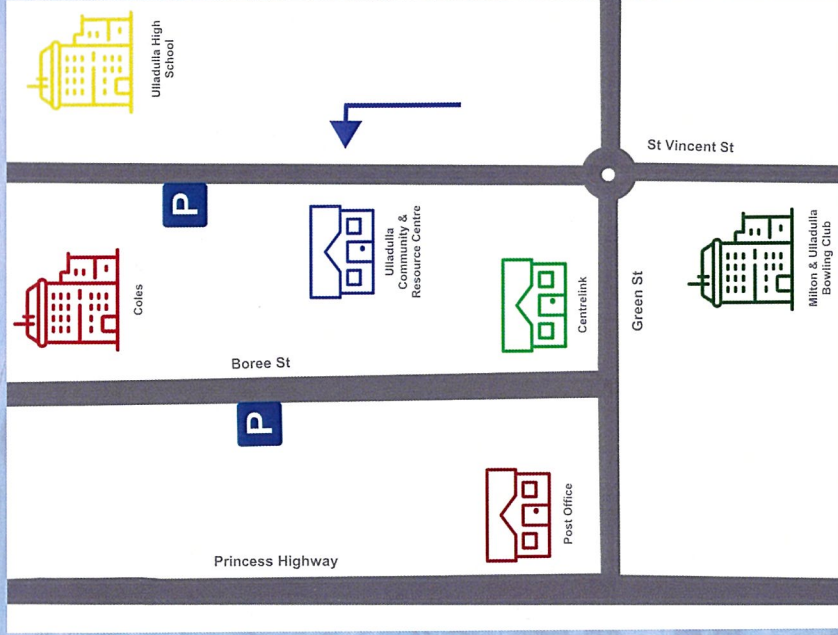 Ulladulla High
School
St Vincent St
P
Ulladulla
Community &
Resource Centre
Coles
Centrelink
Green St
Milton & Ulladulla
Bowling Club
Boree St
P
Post Office
Princess Highway